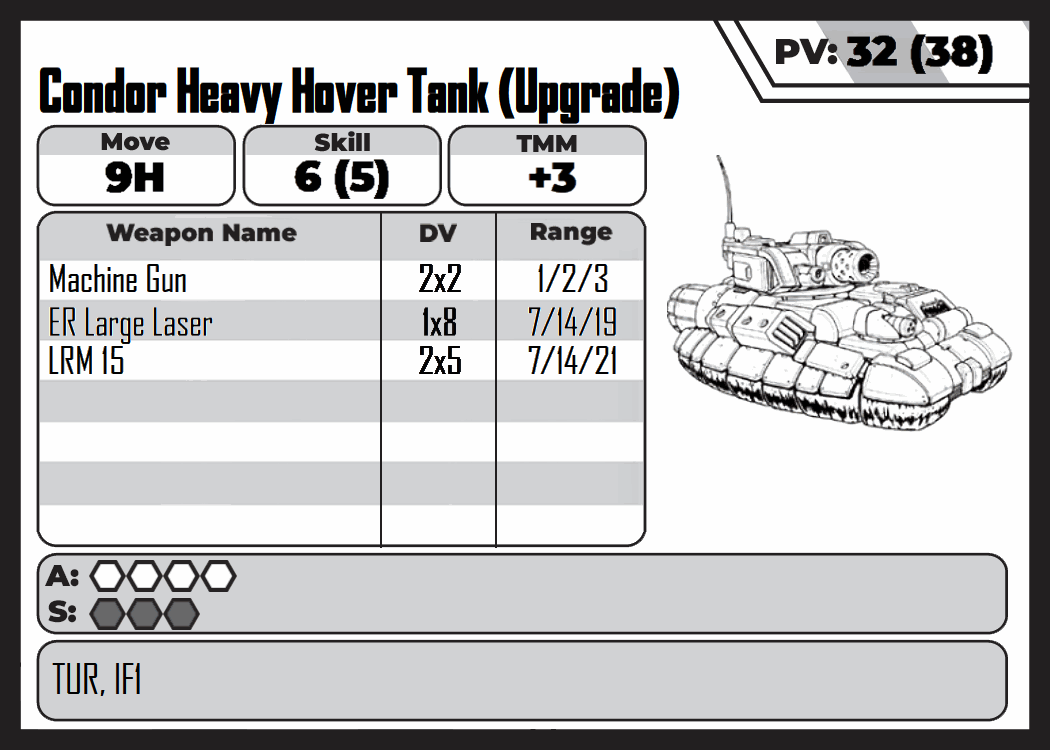 PV: 32 (38)
Condor Heavy Hover Tank (Upgrade)
Move Skill TMM
9H 6 (5) +3
Weapon Name DV Range
Machine Gun 2x2 1/2/3
ER Large Laser 1x8 7/14/19
LRM 15 2x5 7/14/21
A:
S:
TUR, IF1